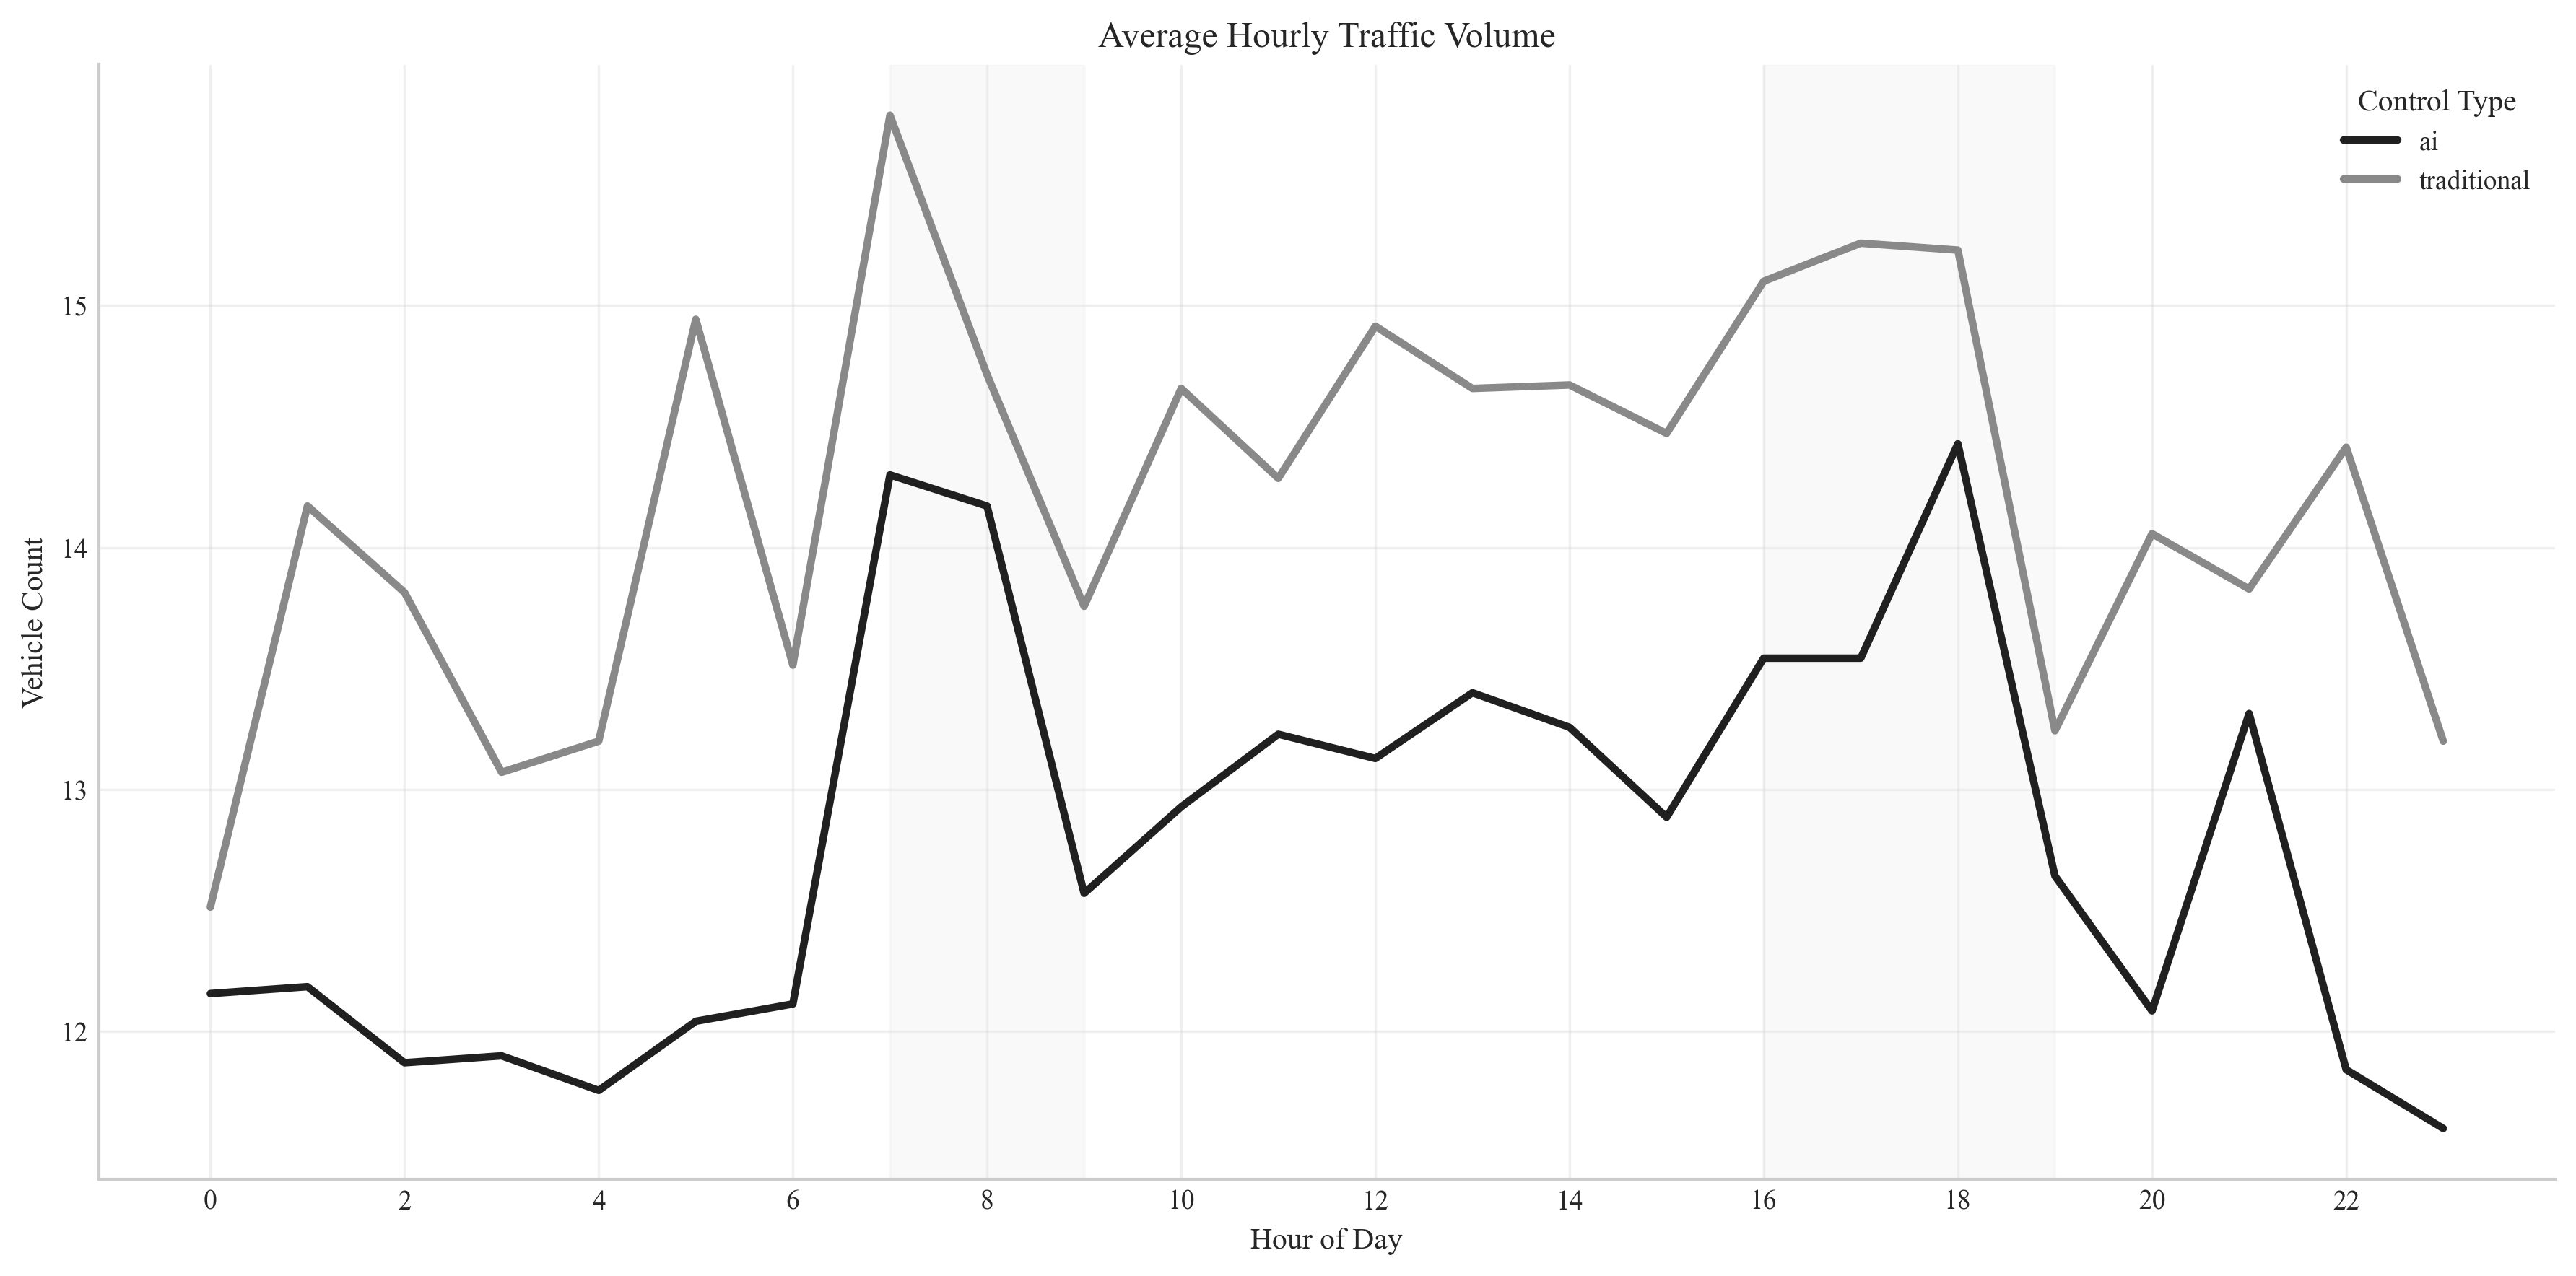 Average Hourly Traffic Volume
Control Type
ai
traditional
Vehicle Count
15
14
13
12
0 2 4 6 8 10 12 14 16 18 20 22
Hour of Day